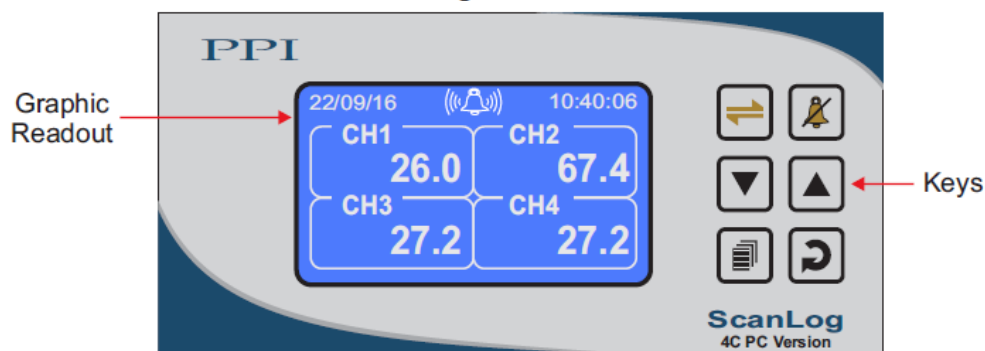 PPI
Graphic
Readout
22/09/16 10:40:06
CH1 CH2
26.0 67.4
CH3 CH4
27.2 27.2
Keys
ScanLog
4C PC Version